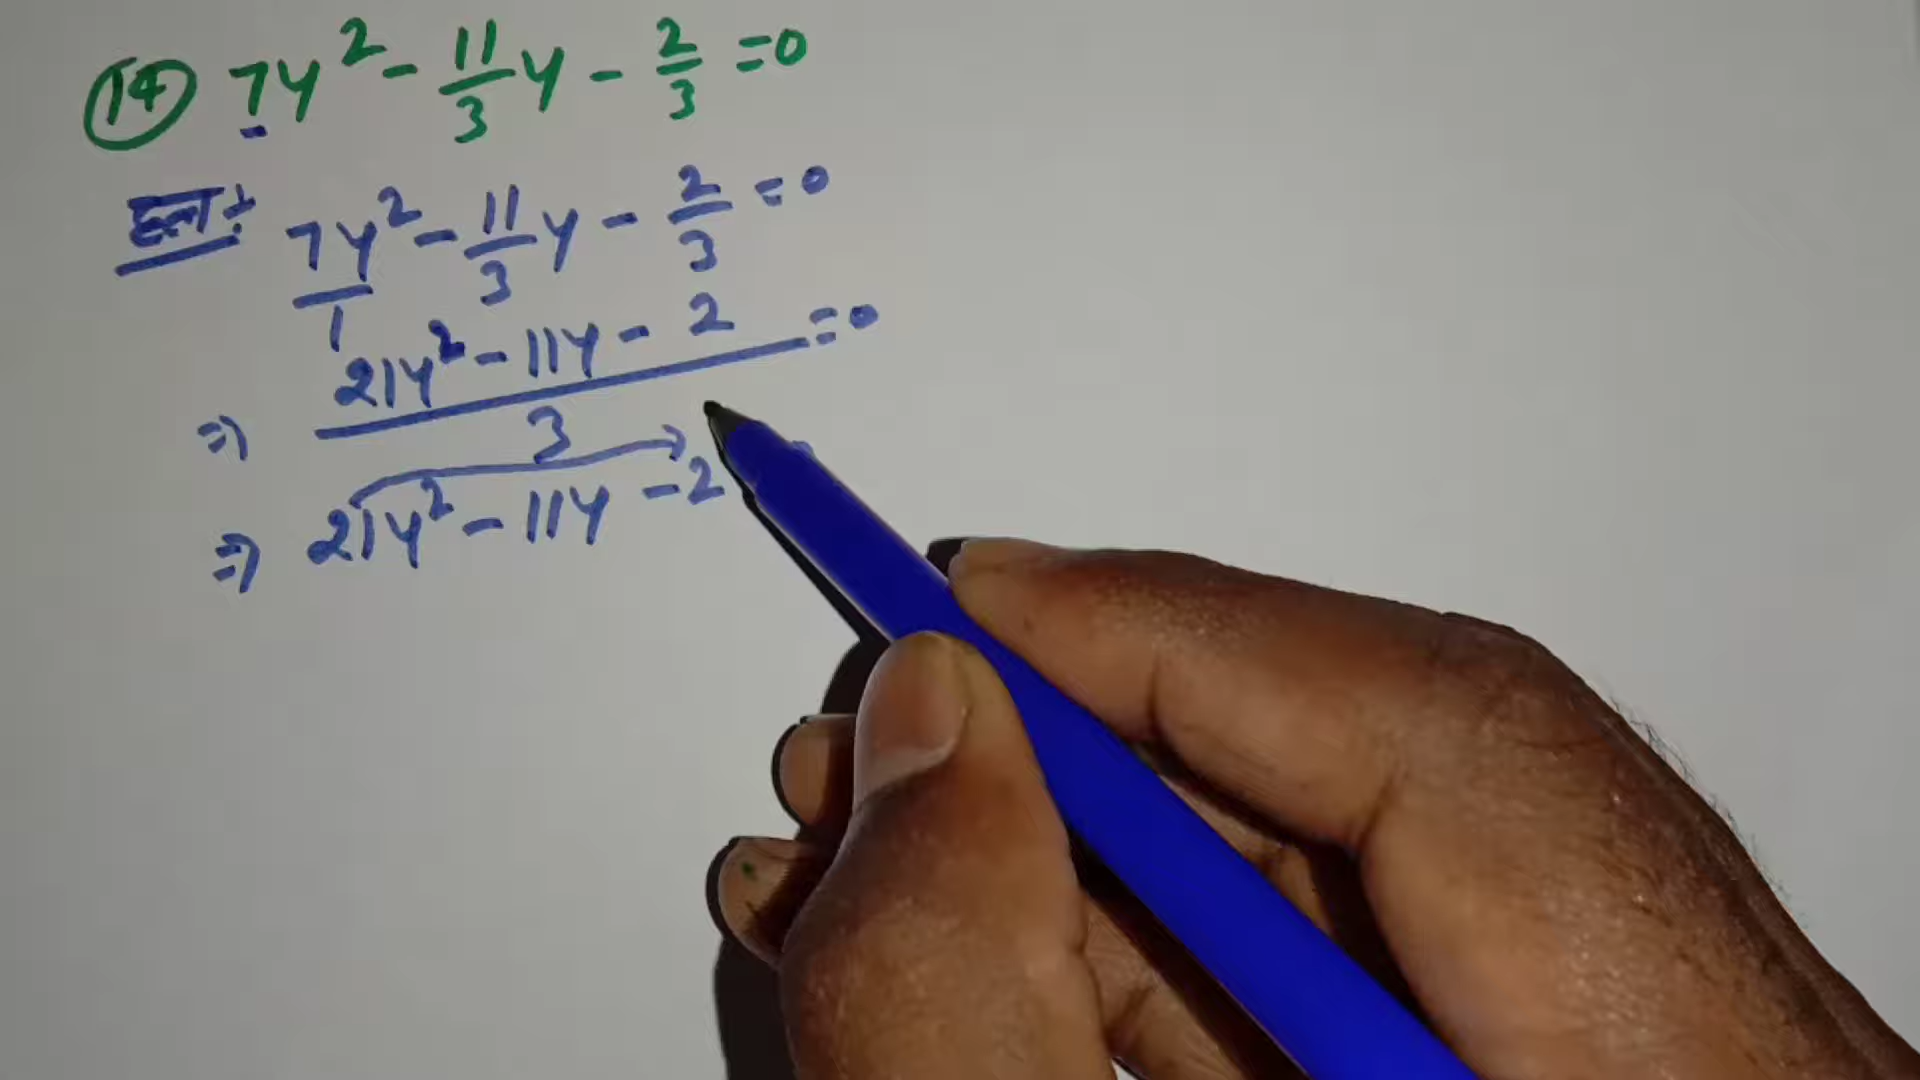 14 7y² - 11/3 y - 2/3 = 0
हल:- 7y²/1 - 11/3 y - 2/3 = 0
⇒ 21y² - 11y - 2 / 3 = 0
⇒ 21y² - 11y - 2